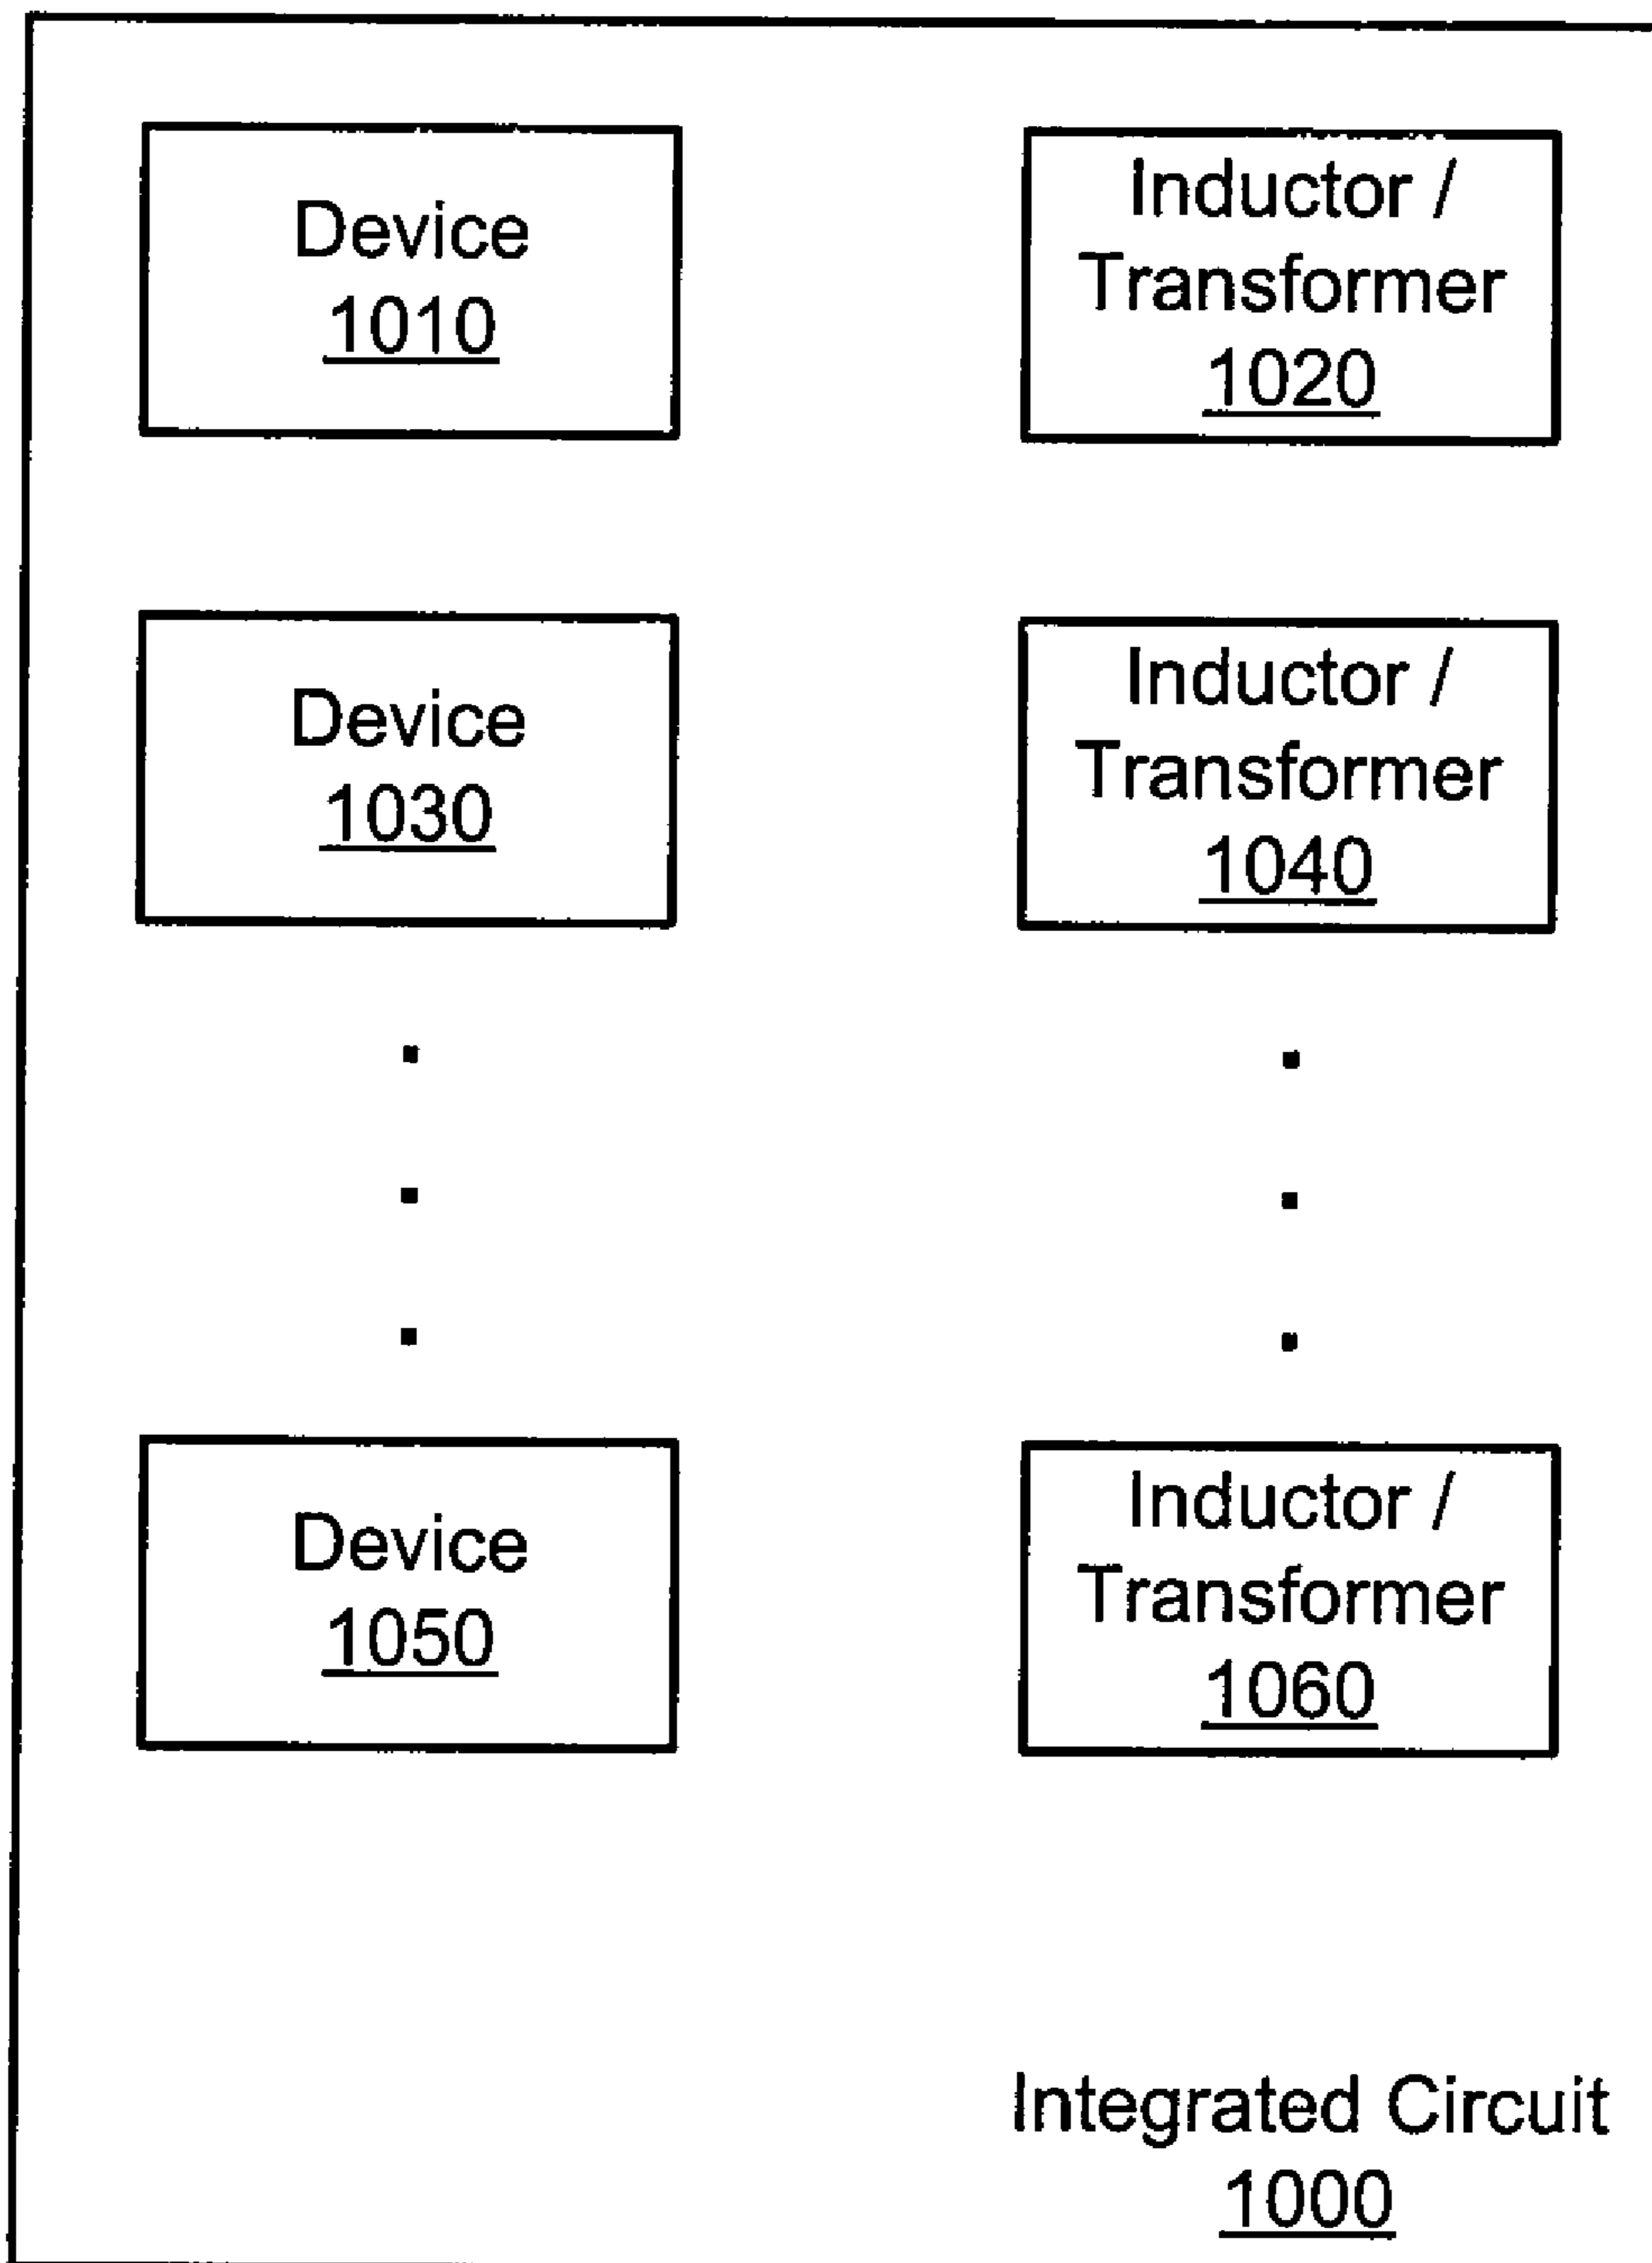 Device
1010
Inductor /
Transformer
1020
Device
1030
Inductor /
Transformer
1040
Device
1050
Inductor /
Transformer
1060
Integrated Circuit
1000